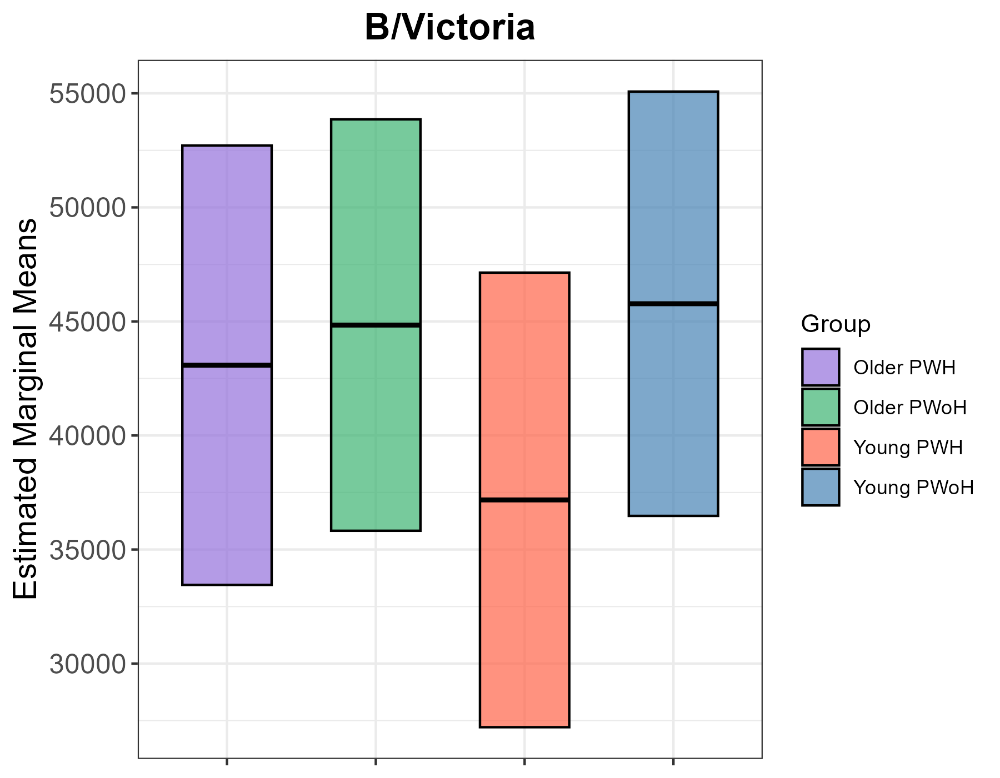 B/Victoria
Estimated Marginal Means
55000
50000
45000
40000
35000
30000
Group
Older PWH
Older PWoH
Young PWH
Young PWoH